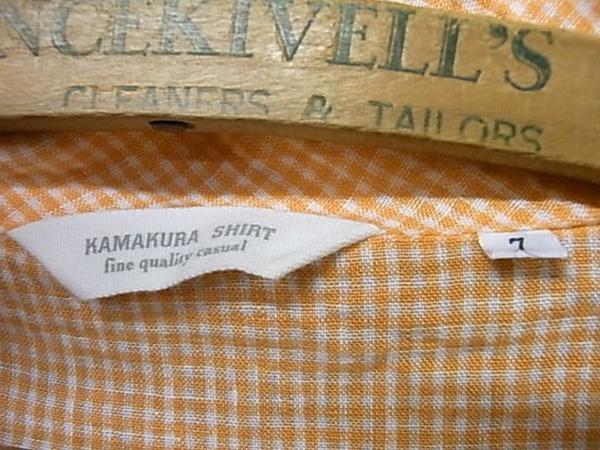 NCEKIVELL'S
CLEANERS & TAILORS
KAMAKURA SHIRT
fine quality casual
7